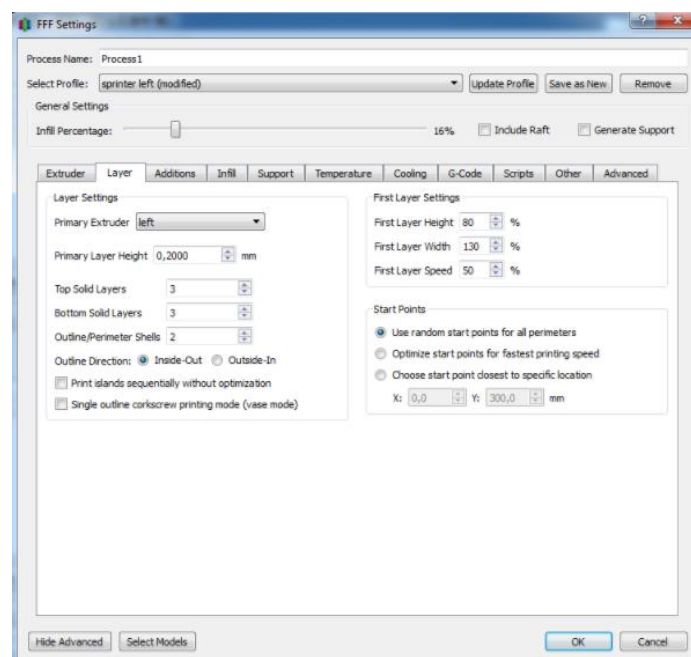 FFF Settings
Process Name: Process1
Select Profile: sprinter left (modified) Update Profile Save as New Remove
General Settings
Infill Percentage: 16% Include Raft Generate Support
Extruder Layer Additions Infill Support Temperature Cooling G-Code Scripts Other Advanced
Layer Settings
Primary Extruder left
Primary Layer Height 0,2000 mm
Top Solid Layers 3
Bottom Solid Layers 3
Outline/Perimeter Shells 2
Outline Direction: Inside-Out Outside-In
Print islands sequentially without optimization
Single outline corkscrew printing mode (vase mode)
First Layer Settings
First Layer Height 80 %
First Layer Width 130 %
First Layer Speed 50 %
Start Points
Use random start points for all perimeters
Optimize start points for fastest printing speed
Choose start point closest to specific location
X: 0,0 Y: 300,0 mm
Hide Advanced Select Models OK Cancel